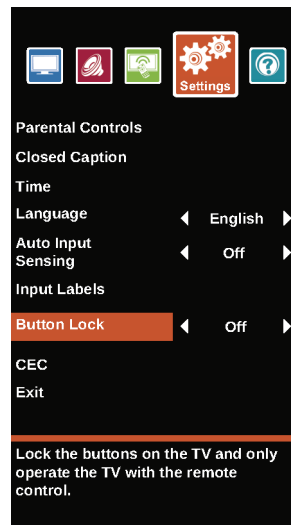 Settings
Parental Controls
Closed Caption
Time
Language English
Auto Input
Sensing Off
Input Labels
Button Lock Off
CEC
Exit
Lock the buttons on the TV and only
operate the TV with the remote
control.